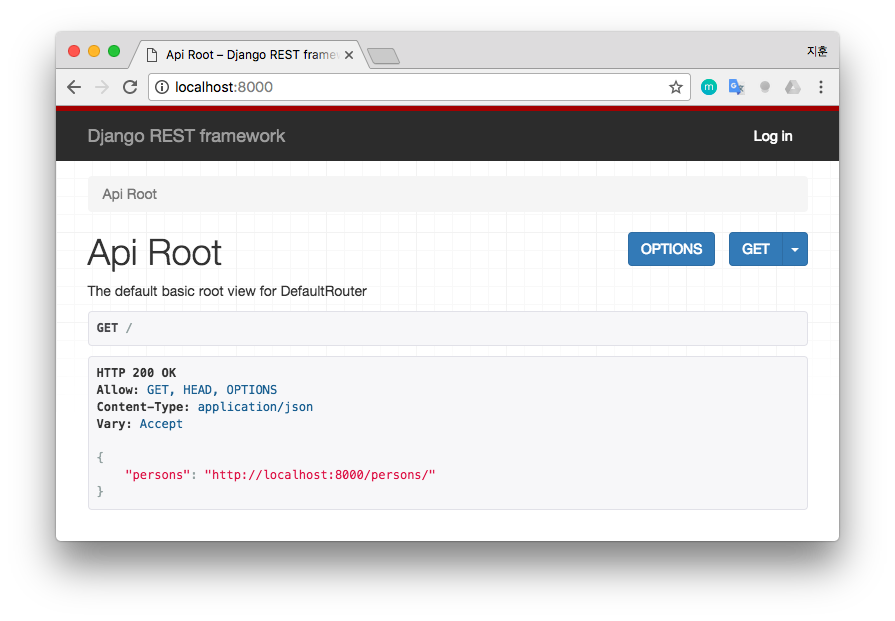 Api Root – Django REST frame
지훈
localhost:8000
m
Django REST framework
Log in
Api Root
Api Root
OPTIONS
GET
The default basic root view for DefaultRouter
GET /
HTTP 200 OK
Allow: GET, HEAD, OPTIONS
Content-Type: application/json
Vary: Accept
{
"persons": "http://localhost:8000/persons/"
}